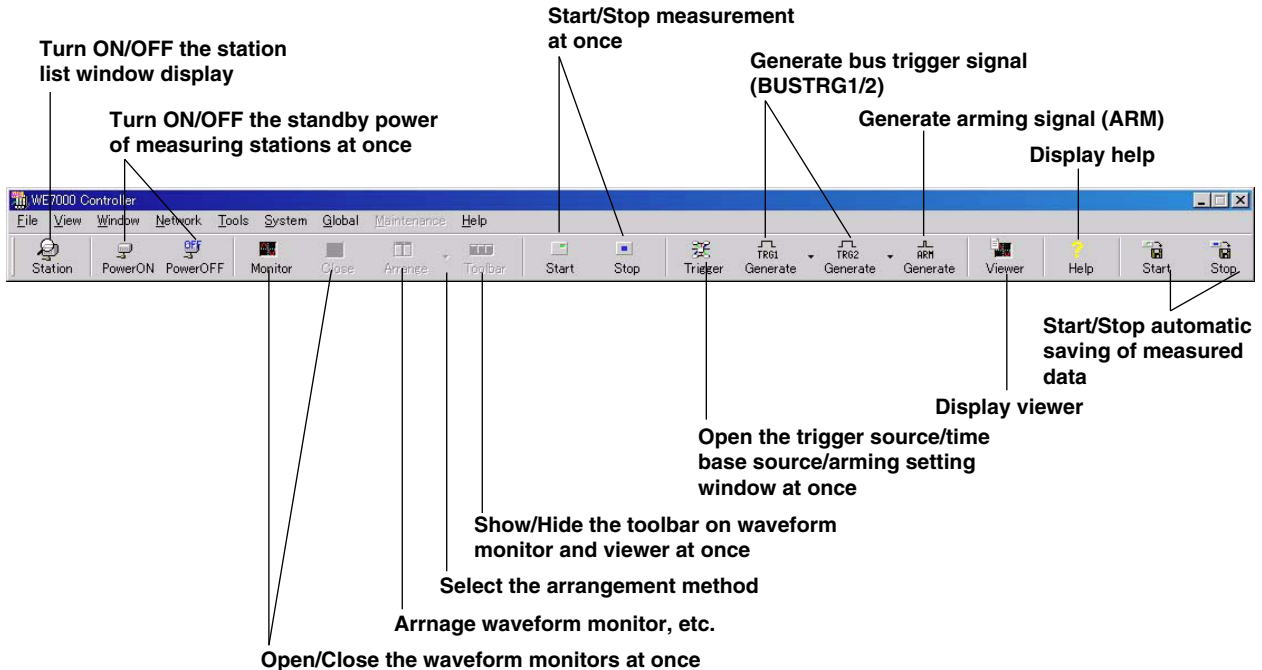 Start/Stop measurement
at once
Turn ON/OFF the station
list window display
Generate bus trigger signal
(BUSTRG1/2)
Turn ON/OFF the standby power
of measuring stations at once
Generate arming signal (ARM)
Display help
WE7000 Controller
File View Window Network Tools System Global Maintenance Help
OFF TRG1 TRG2 ARM ?
Station PowerON PowerOFF Monitor Close Arrange Toolbar Start Stop Trigger Generate Generate Generate Viewer Help Start Stop
Start/Stop automatic
saving of measured
data
Display viewer
Open the trigger source/time
base source/arming setting
window at once
Show/Hide the toolbar on waveform
monitor and viewer at once
Select the arrangement method
Arrnage waveform monitor, etc.
Open/Close the waveform monitors at once